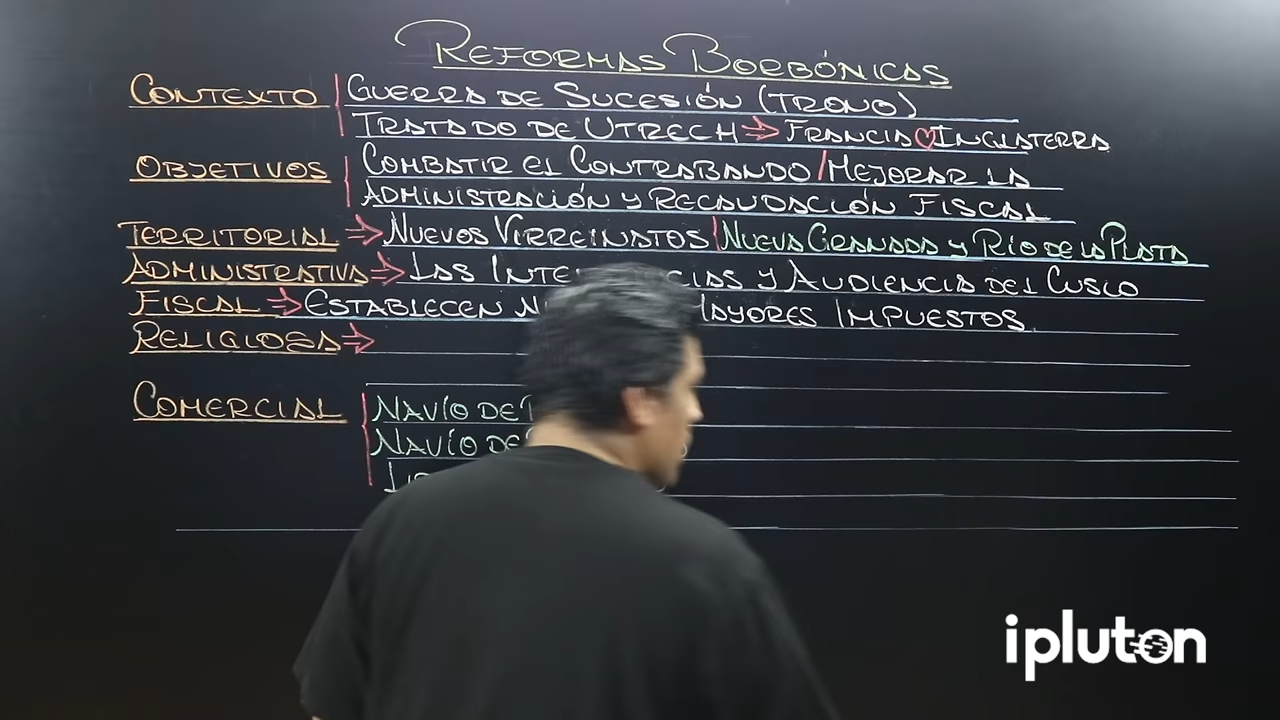 REFORMAS BORBÓNICAS
CONTEXTO GUERRA DE SUCESIÓN (TRONO)
TRATADO DE UTRECH ⇒ FRANCIA ♡ INGLATERRA
OBJETIVOS COMBATIR EL CONTRABANDO / MEJORAR LA
ADMINISTRACIÓN Y RECAUDACIÓN FISCAL
TERRITORIAL ⇒ NUEVOS VIRREINATOS | NUEVA GRANADA Y RÍO DE LA PLATA
ADMINISTRATIVA ⇒ LAS Y AUDIENCIA DEL CUSCO
FISCAL ⇒ ESTABLECEN MAYORES IMPUESTOS
RELIGIOSA ⇒
COMERCIAL NAVÍO DE
NAVÍO DE
ipluton